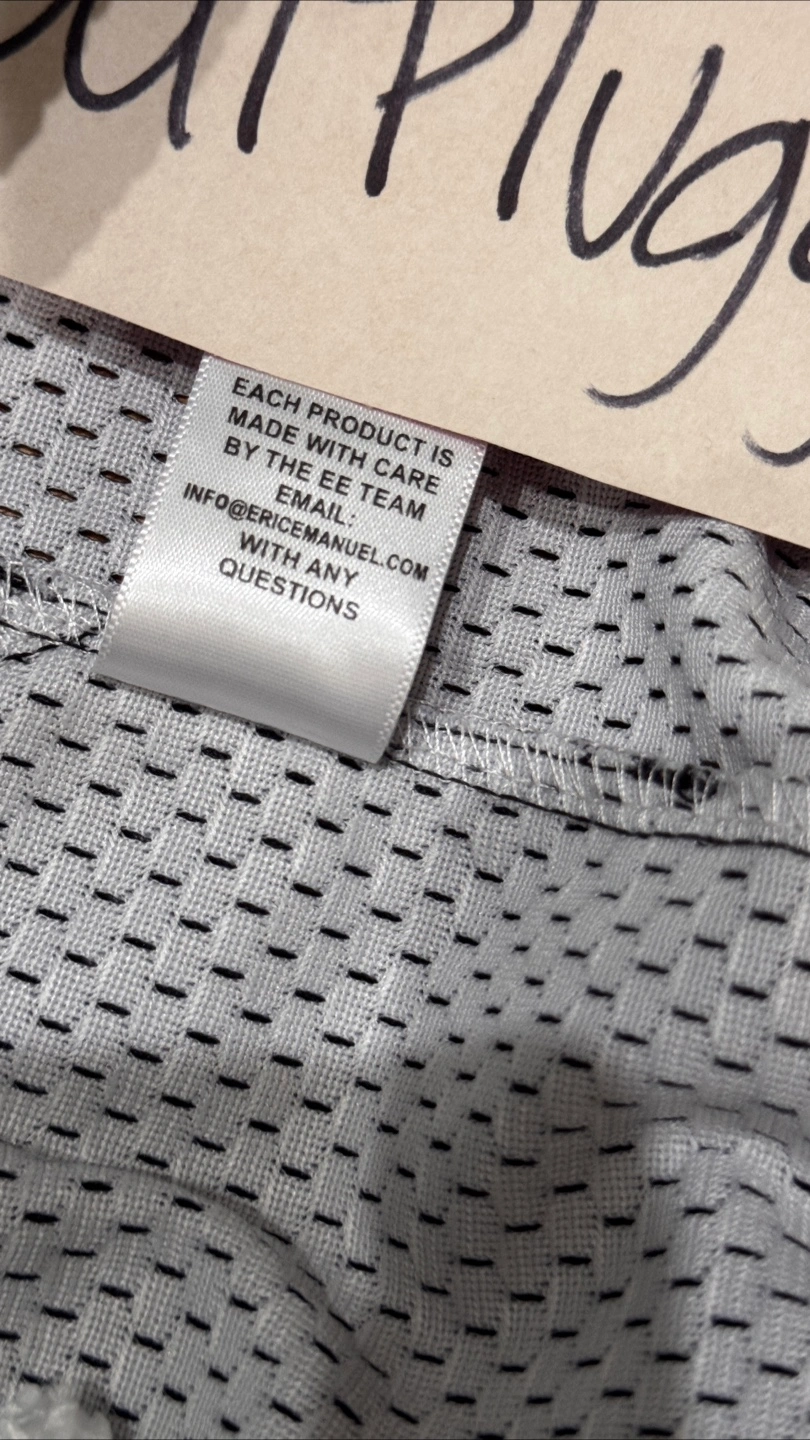 EACH PRODUCT IS
MADE WITH CARE
BY THE EE TEAM
EMAIL:
INFO@ERICEMANUEL.COM
WITH ANY
QUESTIONS